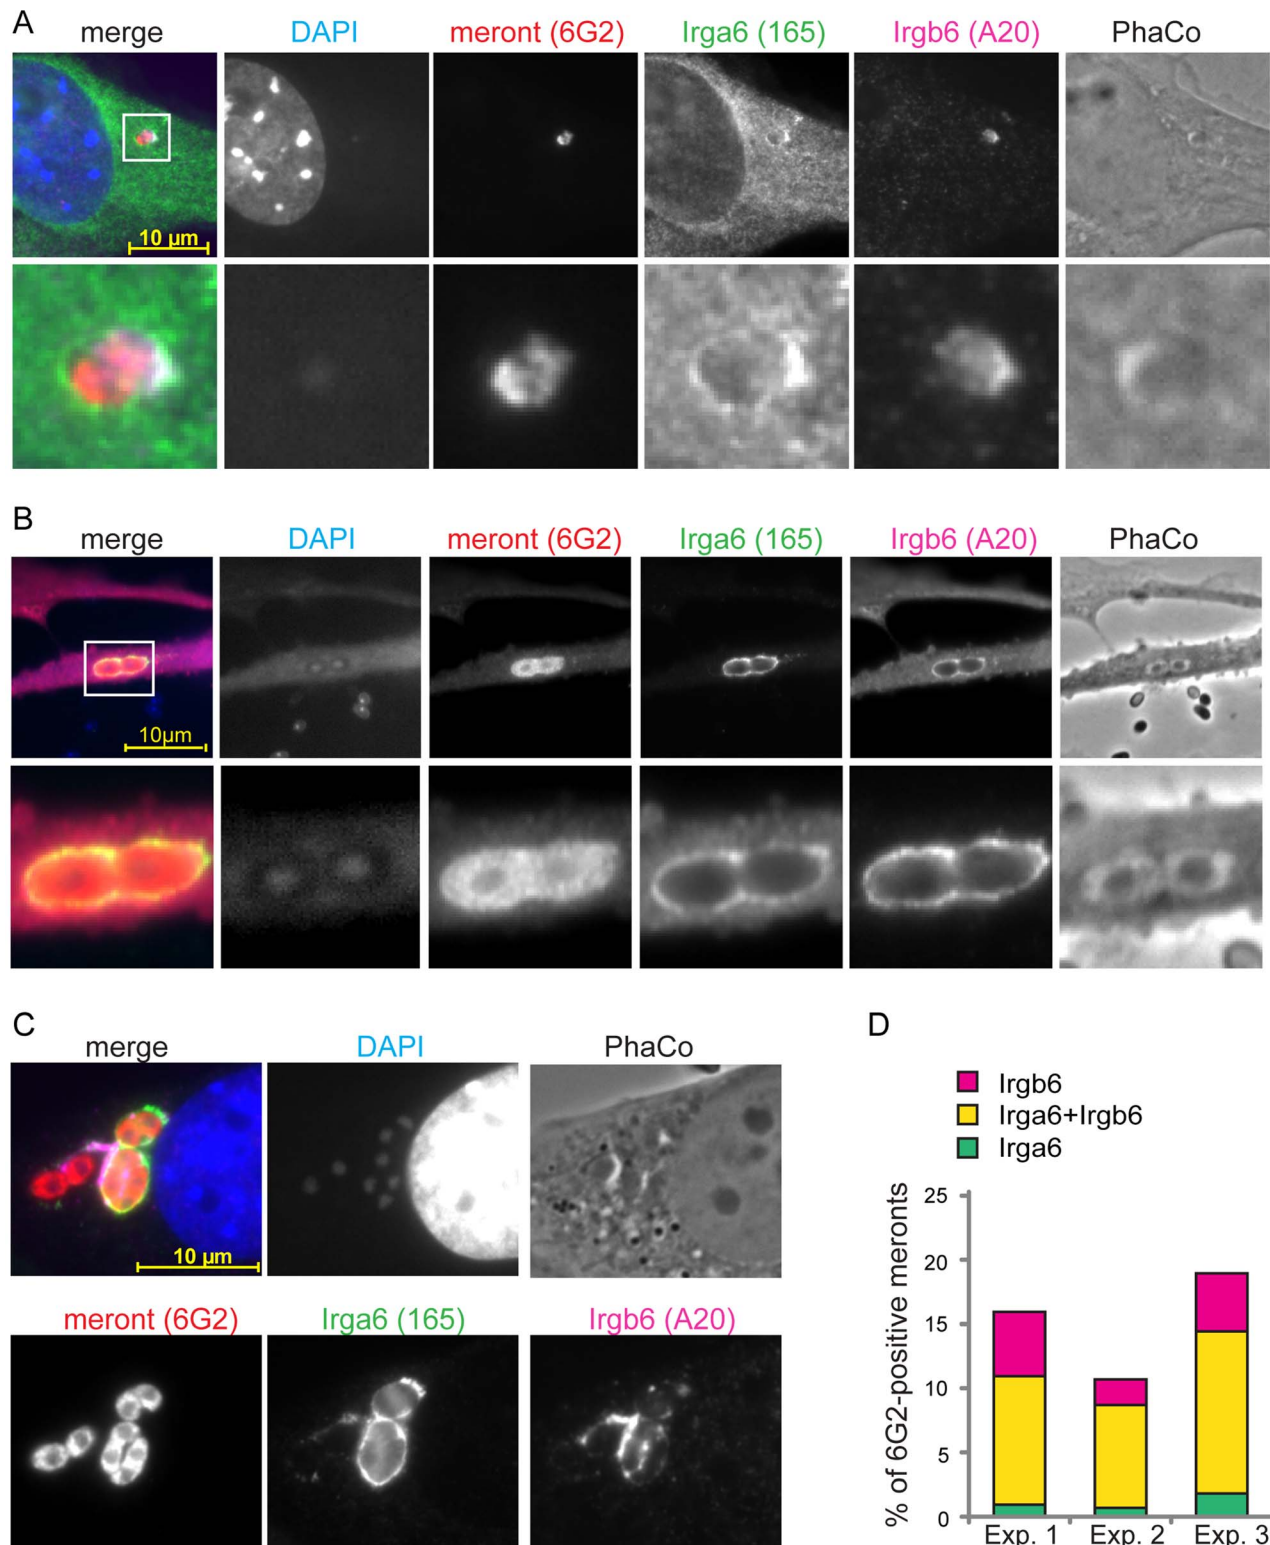 A
merge DAPI meront (6G2) Irga6 (165) Irgb6 (A20) PhaCo
10 µm
B
merge DAPI meront (6G2) Irga6 (165) Irgb6 (A20) PhaCo
10µm
C
merge DAPI PhaCo
10 µm
meront (6G2) Irga6 (165) Irgb6 (A20)
D
Irgb6
Irga6+Irgb6
Irga6
% of 6G2-positive meronts
25
20
15
10
5
0
Exp. 1 Exp. 2 Exp. 3